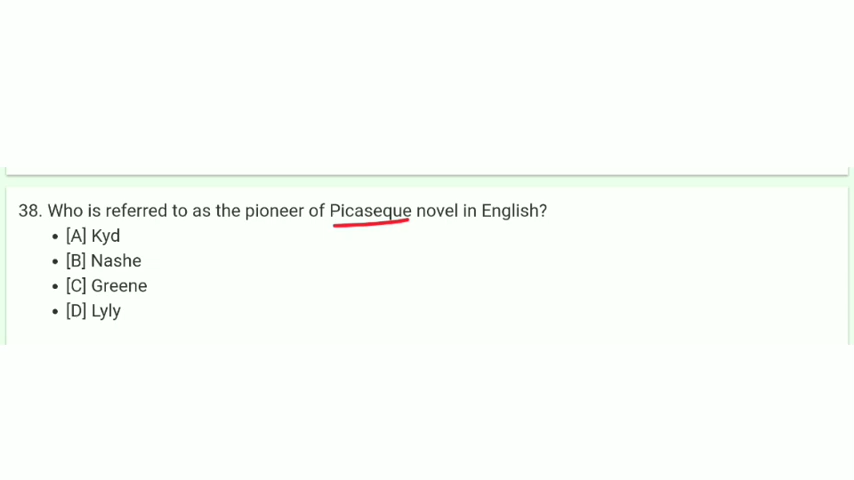 38. Who is referred to as the pioneer of Picaseque novel in English?
• [A] Kyd
• [B] Nashe
• [C] Greene
• [D] Lyly